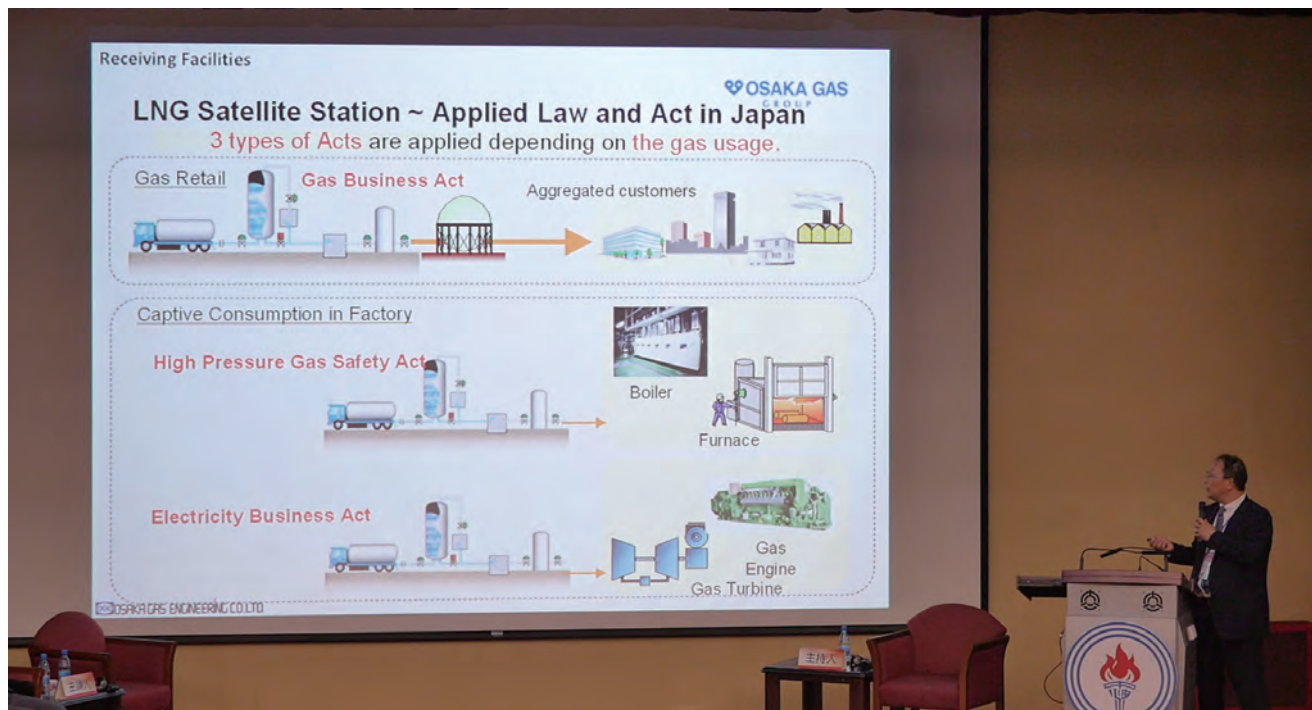 Receiving Facilities
OSAKA GAS
GROUP
LNG Satellite Station ~ Applied Law and Act in Japan
3 types of Acts are applied depending on the gas usage.
Gas Retail
Gas Business Act
Aggregated customers
Captive Consumption in Factory
High Pressure Gas Safety Act
Boiler
Furnace
Electricity Business Act
Gas
Engine
Gas Turbine
OSAKA GAS ENGINEERING CO.LTD
主持人